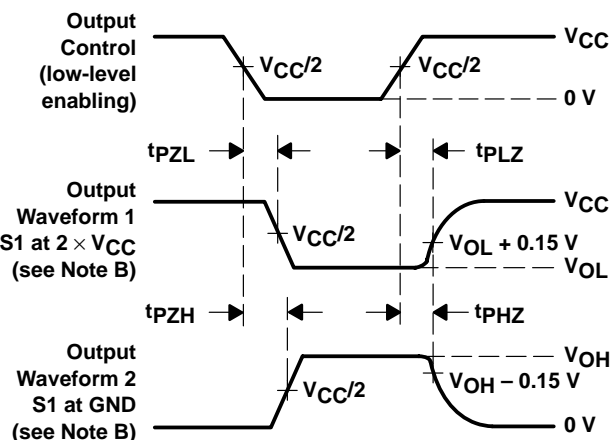 Output
Control
(low-level
enabling)
VCC/2
VCC/2
VCC
0 V
tPZL
tPLZ
Output
Waveform 1
S1 at 2 × VCC
(see Note B)
VCC/2
VCC
VOL + 0.15 V
VOL
tPZH
tPHZ
Output
Waveform 2
S1 at GND
(see Note B)
VCC/2
VOH
VOH − 0.15 V
0 V